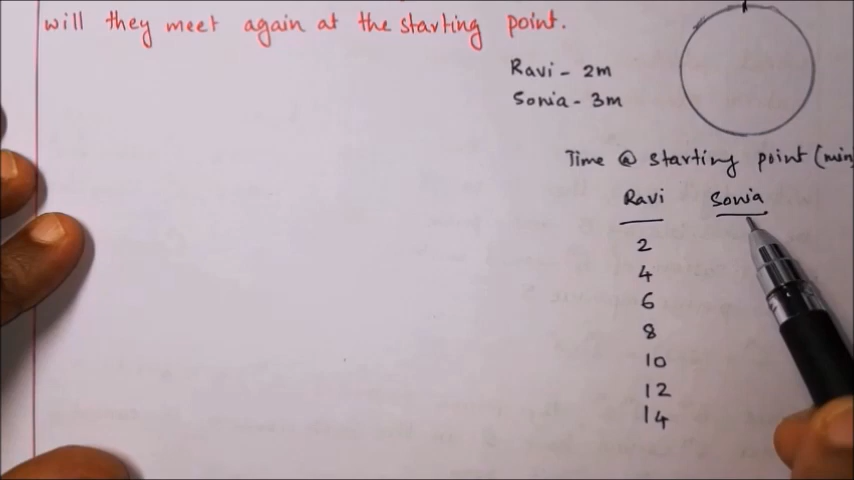 will they meet again at the starting point.
Ravi - 2m
Sonia - 3m
Time @ starting point (min
Ravi Sonia
2
4
6
8
10
12
14